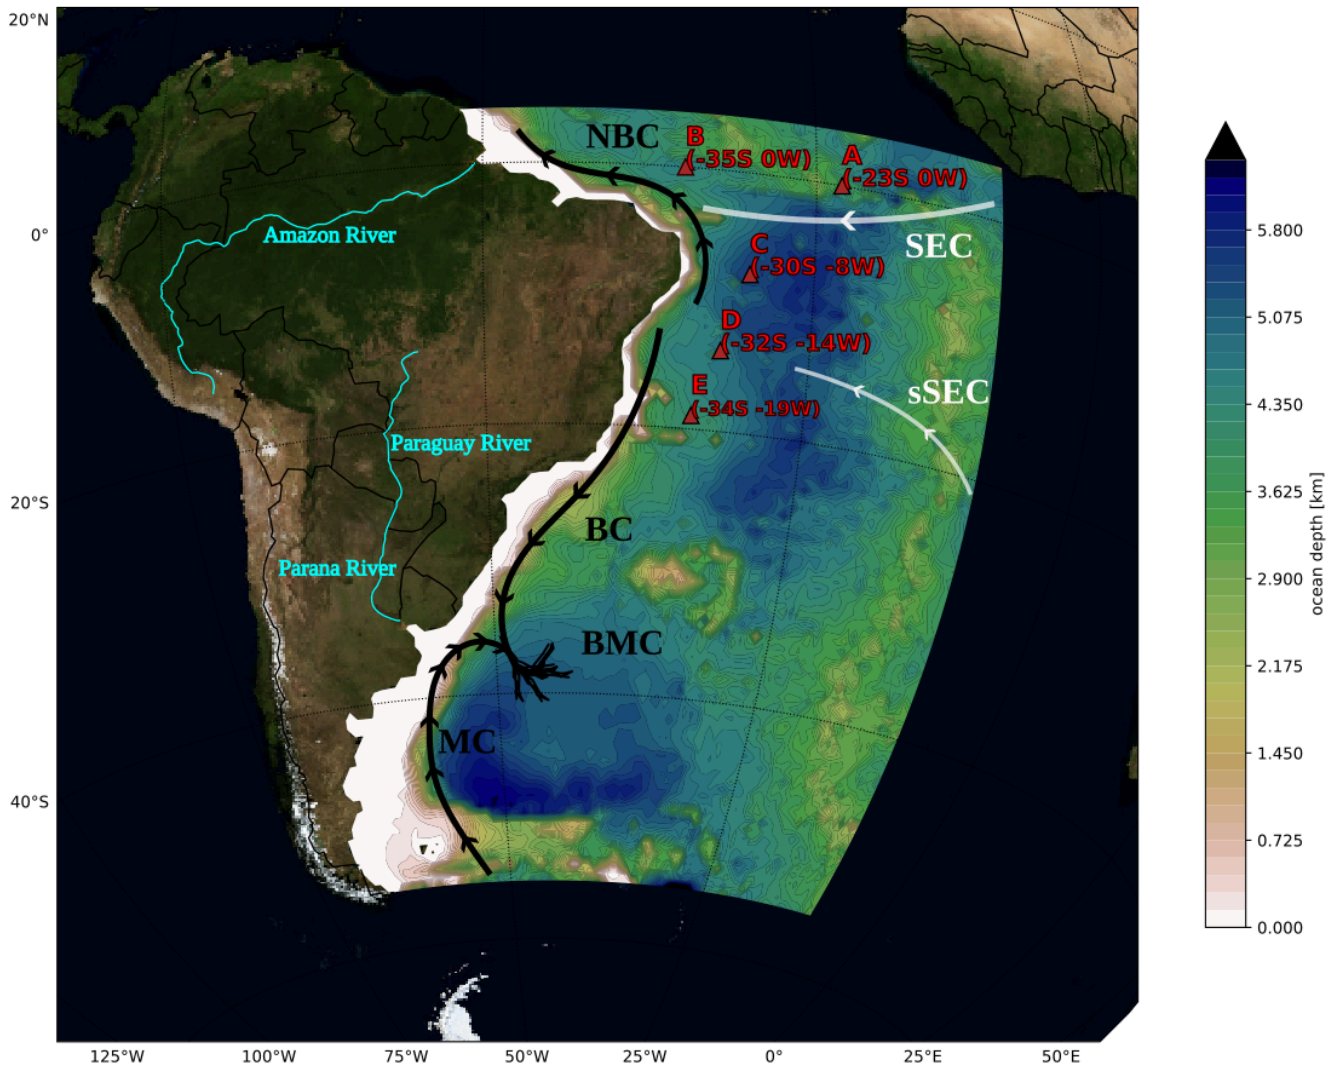 20°N
0°
20°S
40°S
NBC
B
(-35S 0W)
A
(-23S 0W)
SEC
C
(-30S -8W)
D
(-32S -14W)
sSEC
E
(-34S -19W)
Amazon River
Paraguay River
Parana River
BC
BMC
MC
125°W
100°W
75°W
50°W
25°W
0°
25°E
50°E
5.800
5.075
4.350
3.625
2.900
2.175
1.450
0.725
0.000
ocean depth [km]